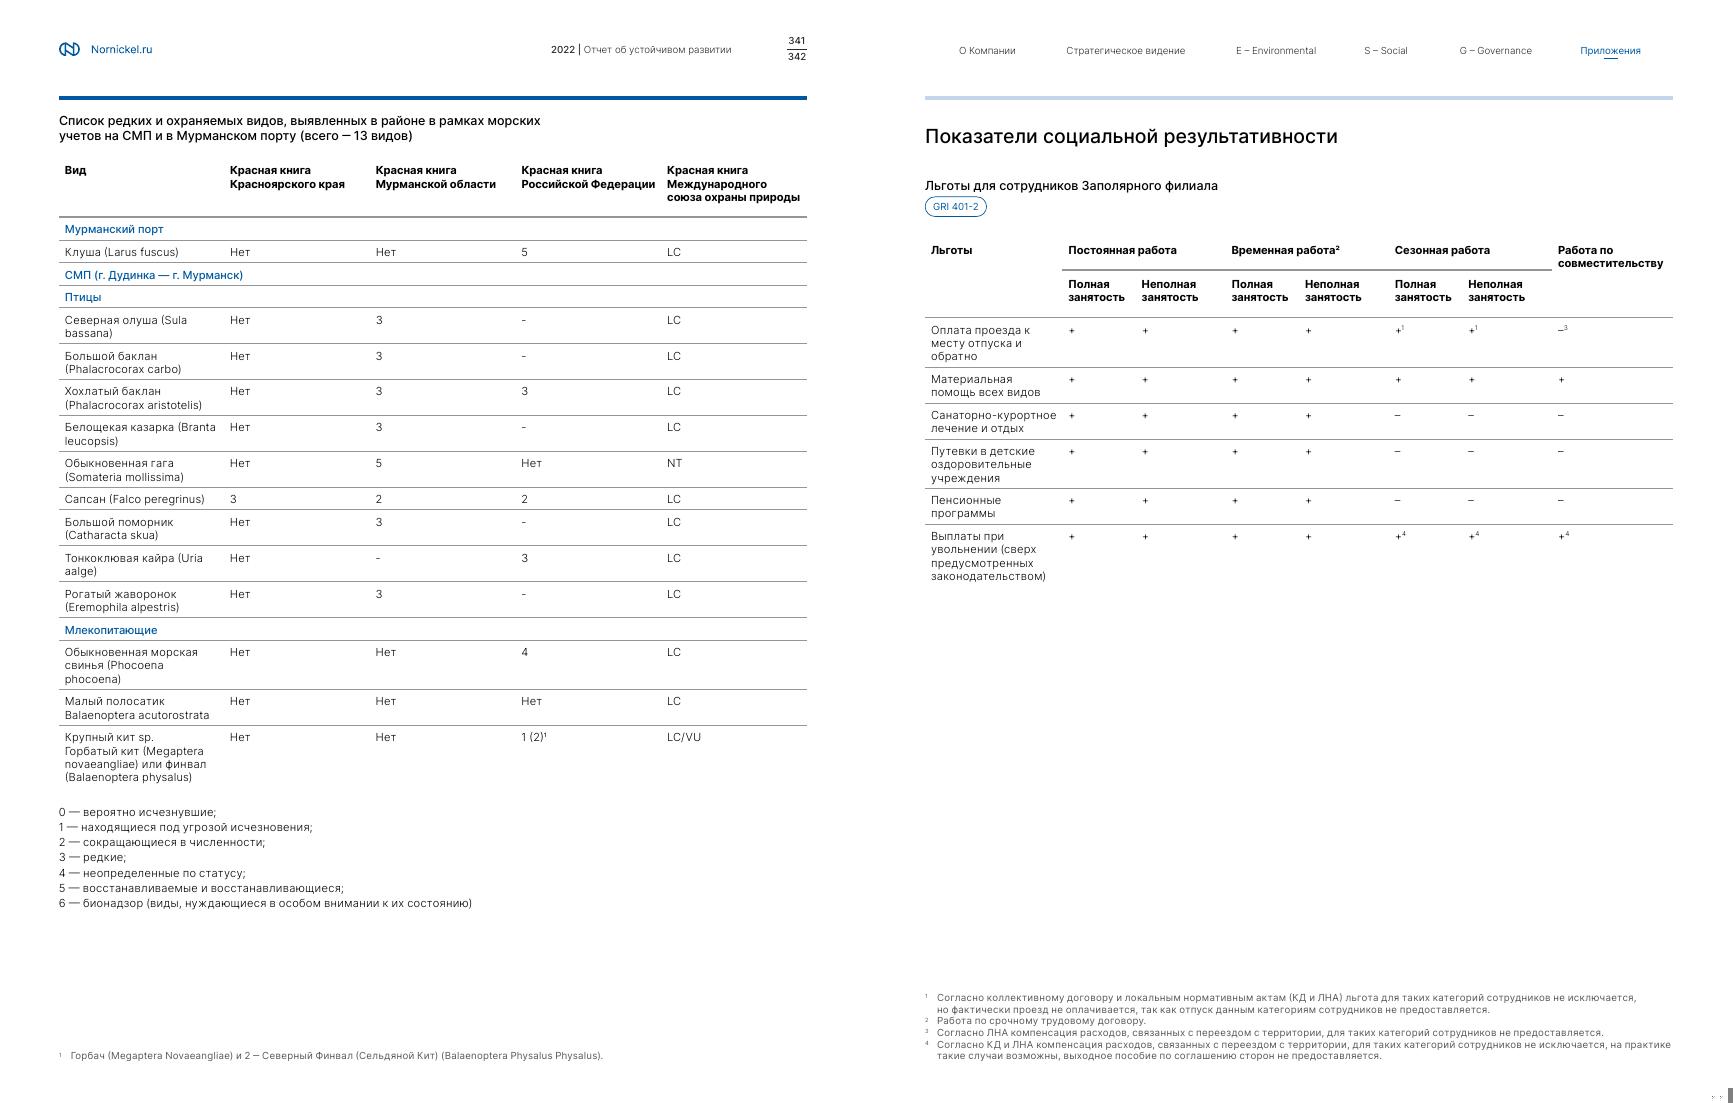 Nornickel.ru
2022 | Отчет об устойчивом развитии
341
342
Список редких и охраняемых видов, выявленных в районе в рамках морских
учетов на СМП и в Мурманском порту (всего — 13 видов)
Вид
Красная книга
Красноярского края
Красная книга
Мурманской области
Красная книга
Российской Федерации
Красная книга
Международного
союза охраны природы
Мурманский порт
Клуша (Larus fuscus) Нет Нет 5 LC
СМП (г. Дудинка — г. Мурманск)
Птицы
Северная олуша (Sula Нет 3 - LC
bassana)
Большой баклан Нет 3 - LC
(Phalacrocorax carbo)
Хохлатый баклан Нет 3 3 LC
(Phalacrocorax aristotelis)
Белощекая казарка (Branta Нет 3 - LC
leucopsis)
Обыкновенная гага Нет 5 Нет NT
(Somateria mollissima)
Сапсан (Falco peregrinus) 3 2 2 LC
Большой поморник Нет 3 - LC
(Catharacta skua)
Тонкоклювая кайра (Uria Нет - 3 LC
aalge)
Рогатый жаворонок Нет 3 - LC
(Eremophila alpestris)
Млекопитающие
Обыкновенная морская Нет Нет 4 LC
свинья (Phocoena
phocoena)
Малый полосатик Нет Нет Нет LC
Balaenoptera acutorostrata
Крупный кит sp. Нет Нет 1 (2)¹ LC/VU
Горбатый кит (Megaptera
novaeangliae) или финвал
(Balaenoptera physalus)
0 — вероятно исчезнувшие;
1 — находящиеся под угрозой исчезновения;
2 — сокращающиеся в численности;
3 — редкие;
4 — неопределенные по статусу;
5 — восстанавливаемые и восстанавливающиеся;
6 — бионадзор (виды, нуждающиеся в особом внимании к их состоянию)
¹ Горбач (Megaptera Novaeangliae) и 2 — Северный Финвал (Сельдяной Кит) (Balaenoptera Physalus Physalus).
О Компании Стратегическое видение E – Environmental S – Social G – Governance Приложения
Показатели социальной результативности
Льготы для сотрудников Заполярного филиала
GRI 401-2
Льготы Постоянная работа Временная работа² Сезонная работа Работа по
совместительству
Полная Неполная Полная Неполная Полная Неполная
занятость занятость занятость занятость занятость занятость
Оплата проезда к + + + + +¹ +¹ –³
месту отпуска и
обратно
Материальная + + + + + + +
помощь всех видов
Санаторно-курортное + + + + – – –
лечение и отдых
Путевки в детские + + + + – – –
оздоровительные
учреждения
Пенсионные + + + + – – –
программы
Выплаты при + + + + +⁴ +⁴ +⁴
увольнении (сверх
предусмотренных
законодательством)
¹ Согласно коллективному договору и локальным нормативным актам (КД и ЛНА) льгота для таких категорий сотрудников не исключается,
но фактически проезд не оплачивается, так как отпуск данным категориям сотрудников не предоставляется.
² Работа по срочному трудовому договору.
³ Согласно ЛНА компенсация расходов, связанных с переездом с территории, для таких категорий сотрудников не предоставляется.
⁴ Согласно КД и ЛНА компенсация расходов, связанных с переездом с территории, для таких категорий сотрудников не исключается, на практике
такие случаи возможны, выходное пособие по соглашению сторон не предоставляется.